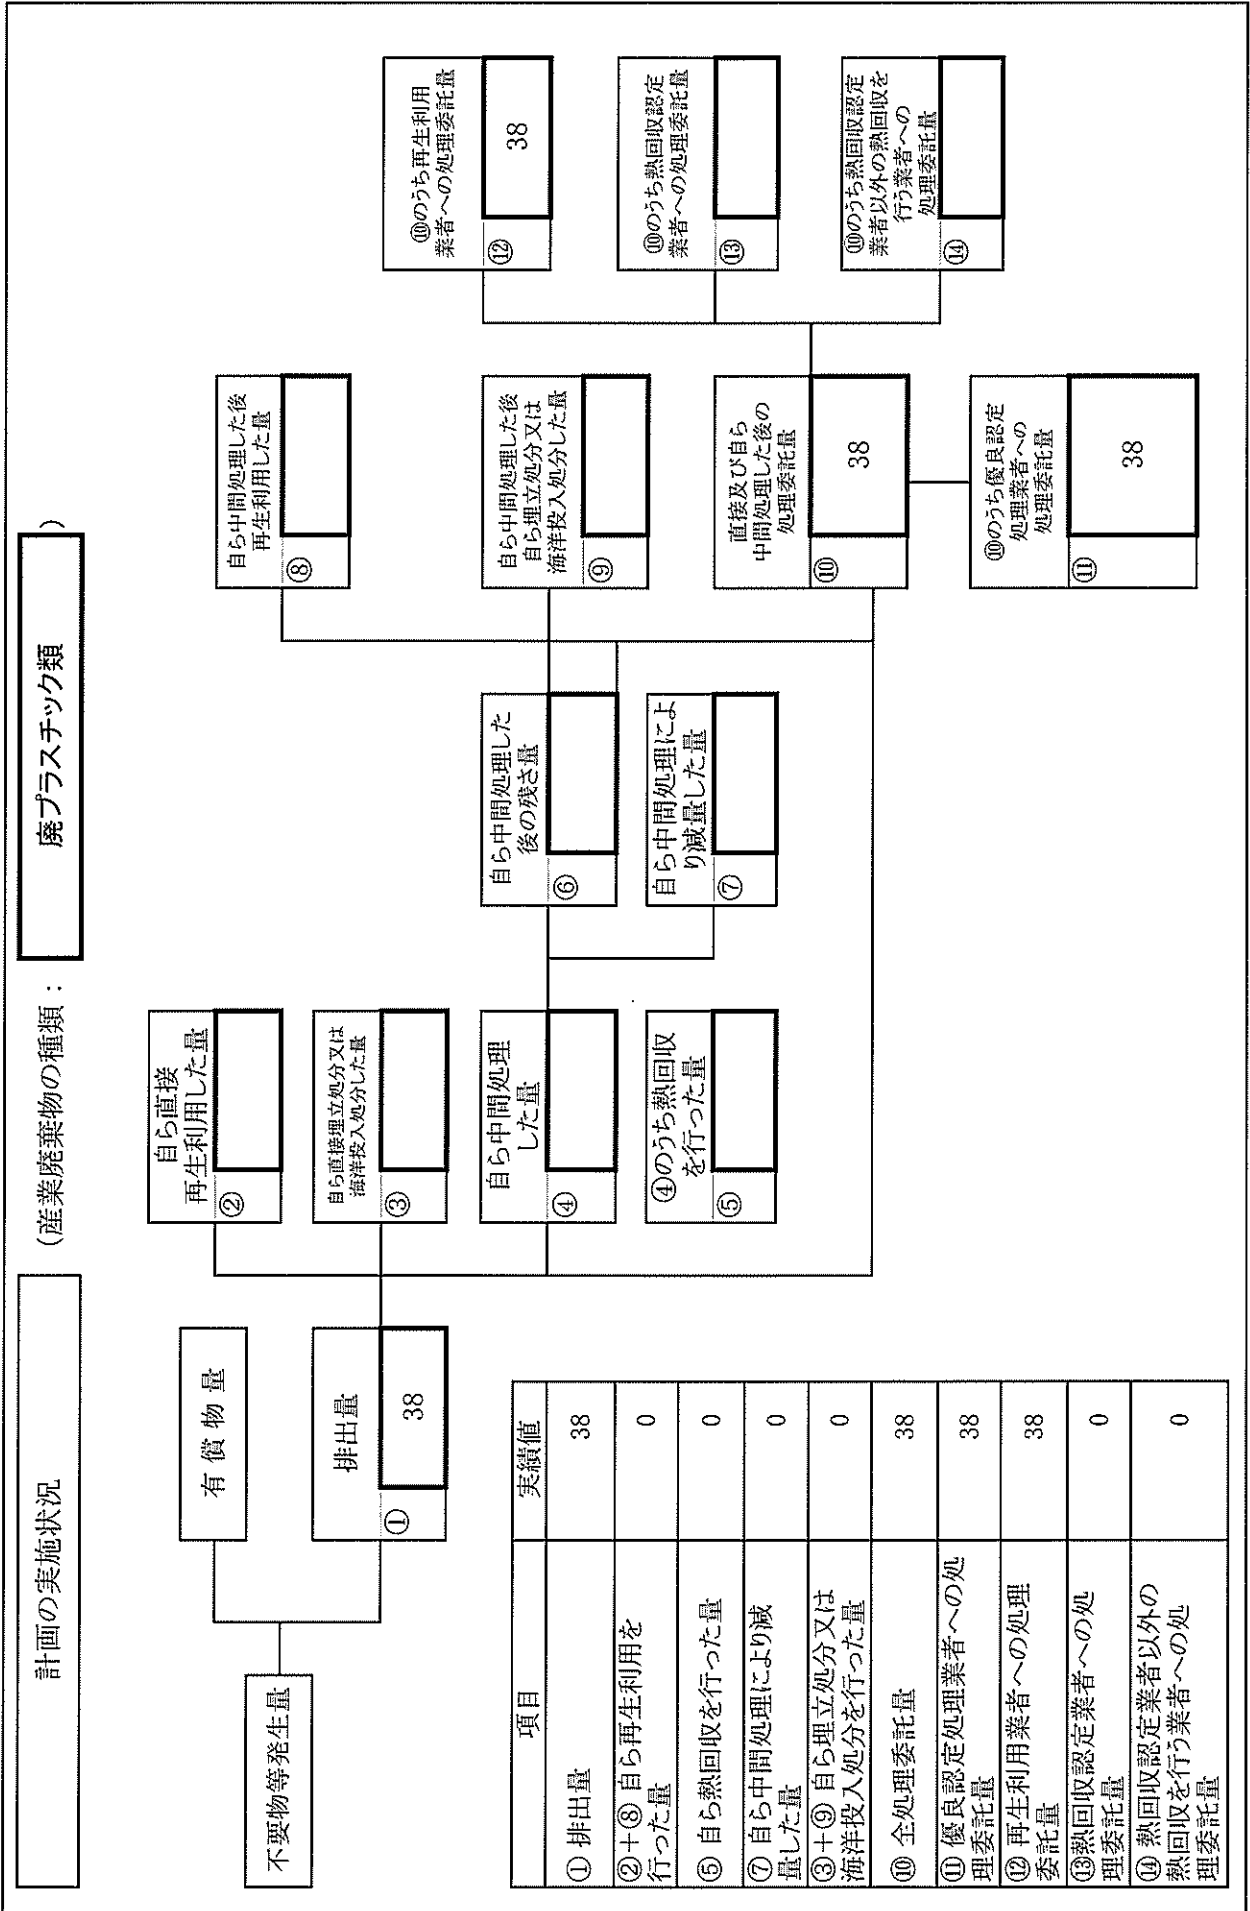 計画の実施状況
（産業廃棄物の種類：
廃プラスチック類
）
不要物等発生量
有 償 物 量
排出量
①
38
自ら直接
再生利用した量
②
自ら直接埋立処分又は
海洋投入処分した量
③
自ら中間処理
した量
④
④のうち熱回収
を行った量
⑤
自ら中間処理した
後の残さ量
⑥
自ら中間処理によ
り減量した量
⑦
自ら中間処理した後
再生利用した量
⑧
自ら中間処理した後
自ら埋立処分又は
海洋投入処分した量
⑨
直接及び自ら
中間処理した後の
処理委託量
⑩
38
⑩のうち優良認定
処理業者への
処理委託量
⑪
38
⑩のうち再生利用
業者への処理委託量
⑫
38
⑩のうち熱回収認定
業者への処理委託量
⑬
⑩のうち熱回収認定
業者以外の熱回収を
行う業者への
処理委託量
⑭
項目 実績値
① 排出量 38
②＋⑧ 自ら再生利用を
行った量 0
⑤ 自ら熱回収を行った量 0
⑦ 自ら中間処理により減
量した量 0
③＋⑨ 自ら埋立処分又は
海洋投入処分を行った量 0
⑩ 全処理委託量 38
⑪ 優良認定処理業者への処
理委託量 38
⑫ 再生利用業者への処理
委託量 38
⑬熱回収認定業者への処
理委託量 0
⑭ 熱回収認定業者以外の
熱回収を行う業者への処
理委託量 0